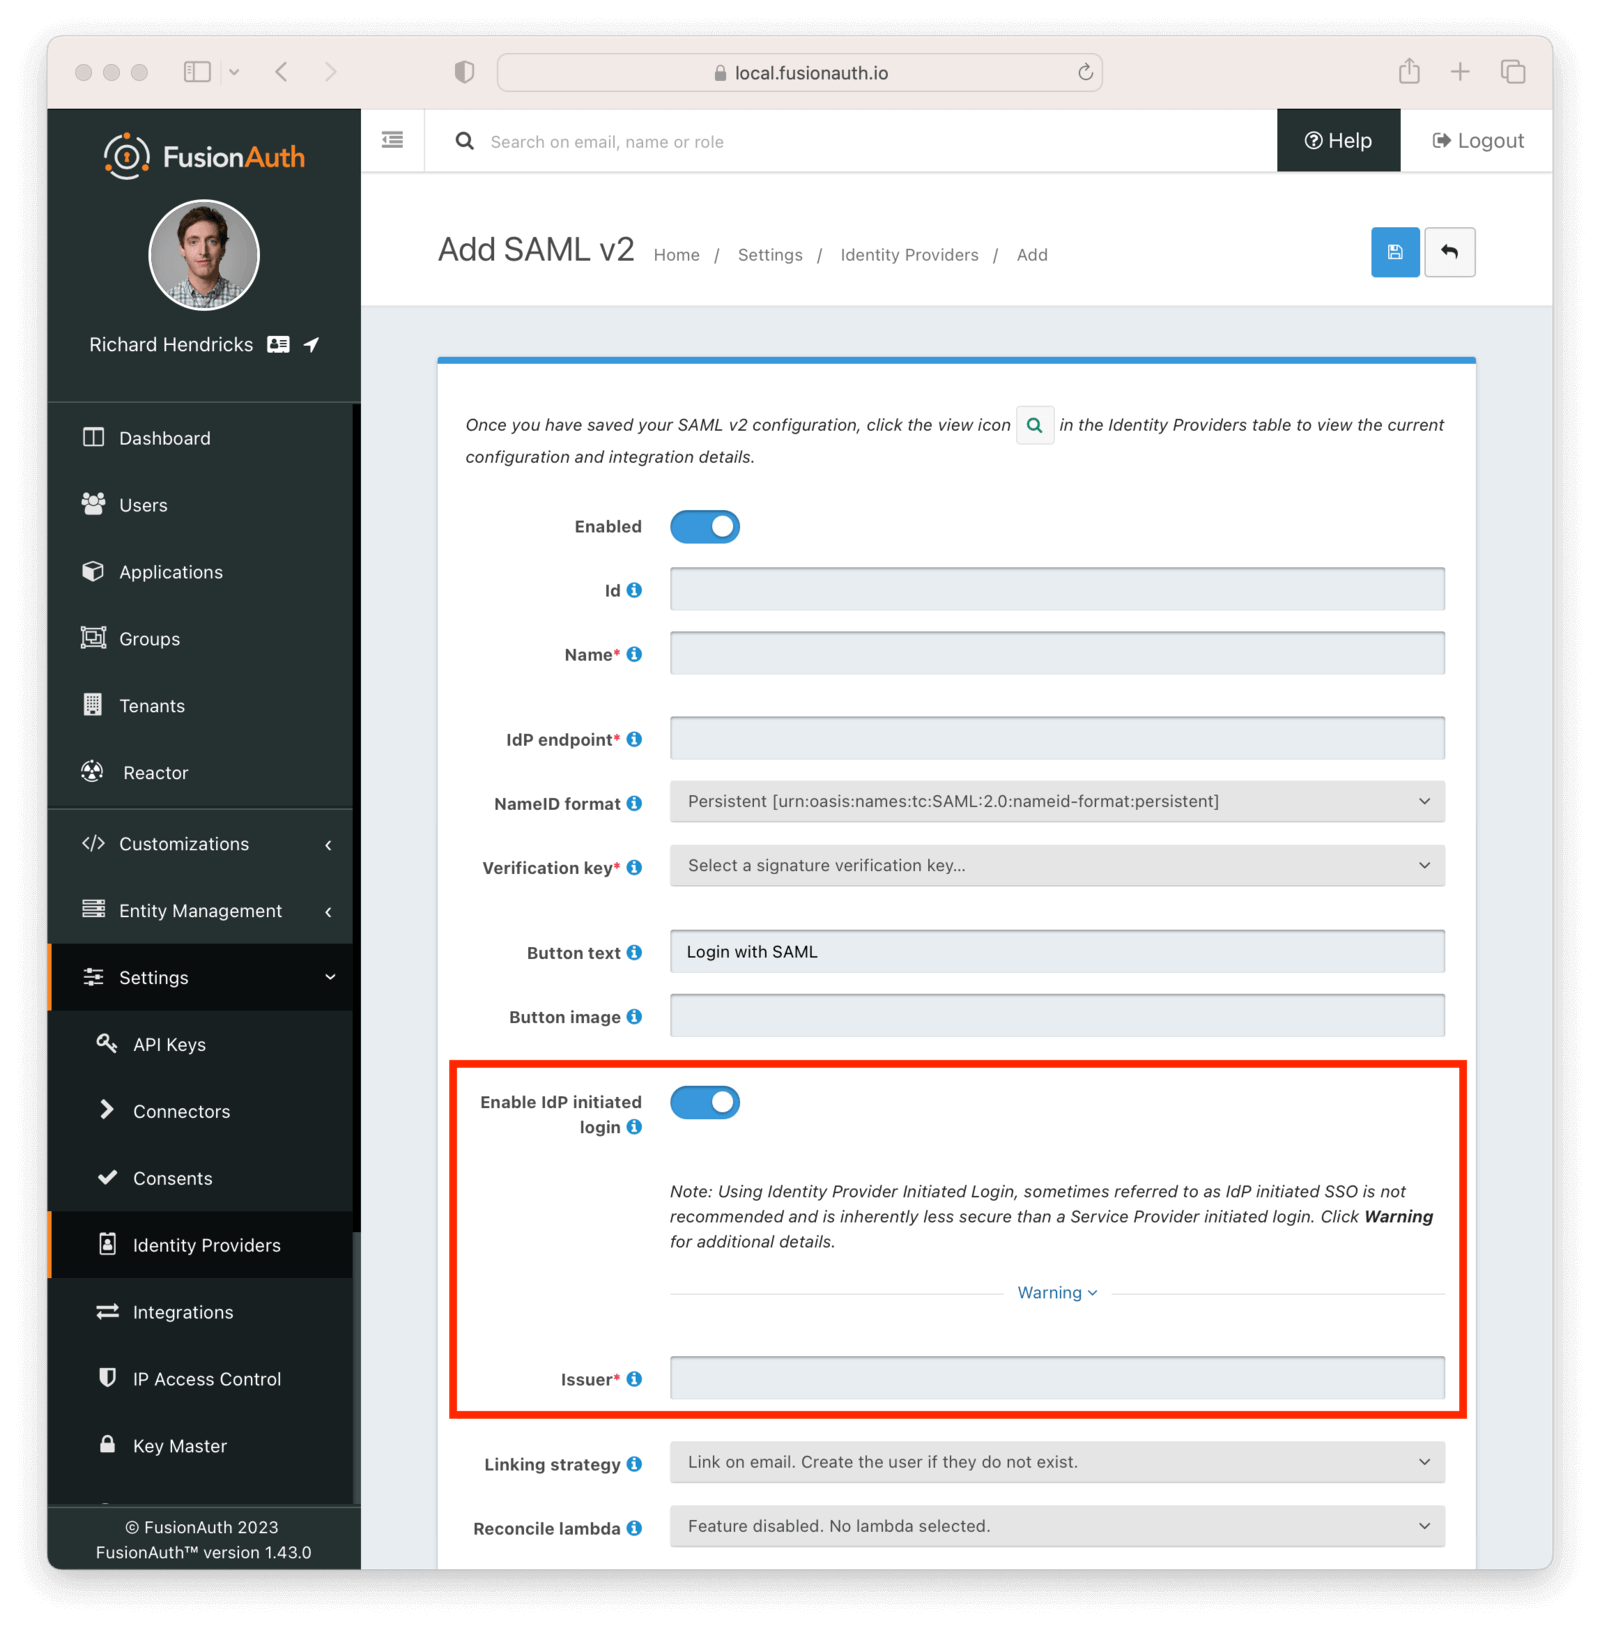 local.fusionauth.io
FusionAuth
Search on email, name or role
Help
Logout
Richard Hendricks
Add SAML v2
Home / Settings / Identity Providers / Add
Dashboard
Users
Applications
Groups
Tenants
Reactor
Customizations
Entity Management
Settings
API Keys
Connectors
Consents
Identity Providers
Integrations
IP Access Control
Key Master
© FusionAuth 2023
FusionAuth™ version 1.43.0
Once you have saved your SAML v2 configuration, click the view icon in the Identity Providers table to view the current
configuration and integration details.
Enabled
Id
Name*
IdP endpoint*
NameID format Persistent [urn:oasis:names:tc:SAML:2.0:nameid-format:persistent]
Verification key* Select a signature verification key...
Button text Login with SAML
Button image
Enable IdP initiated
login
Note: Using Identity Provider Initiated Login, sometimes referred to as IdP initiated SSO is not
recommended and is inherently less secure than a Service Provider initiated login. Click Warning
for additional details.
Warning
Issuer*
Linking strategy Link on email. Create the user if they do not exist.
Reconcile lambda Feature disabled. No lambda selected.